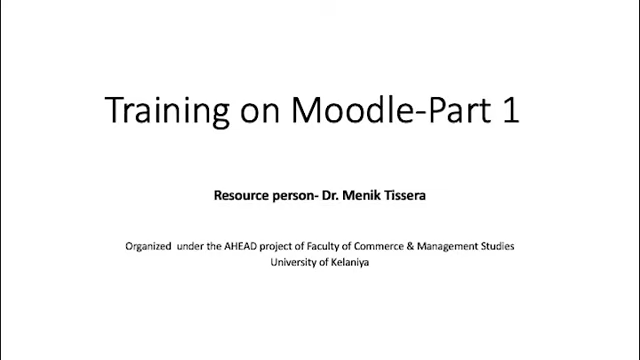 Training on Moodle-Part 1
Resource person- Dr. Menik Tissera
Organized under the AHEAD project of Faculty of Commerce & Management Studies
University of Kelaniya